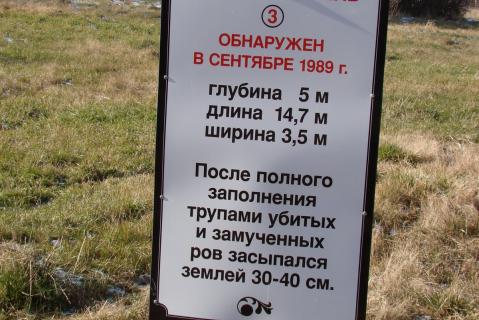 3
ОБНАРУЖЕН
В СЕНТЯБРЕ 1989 г.
глубина 5 м
длина 14,7 м
ширина 3,5 м
После полного
заполнения
трупами убитых
и замученных
ров засыпался
землей 30-40 см.